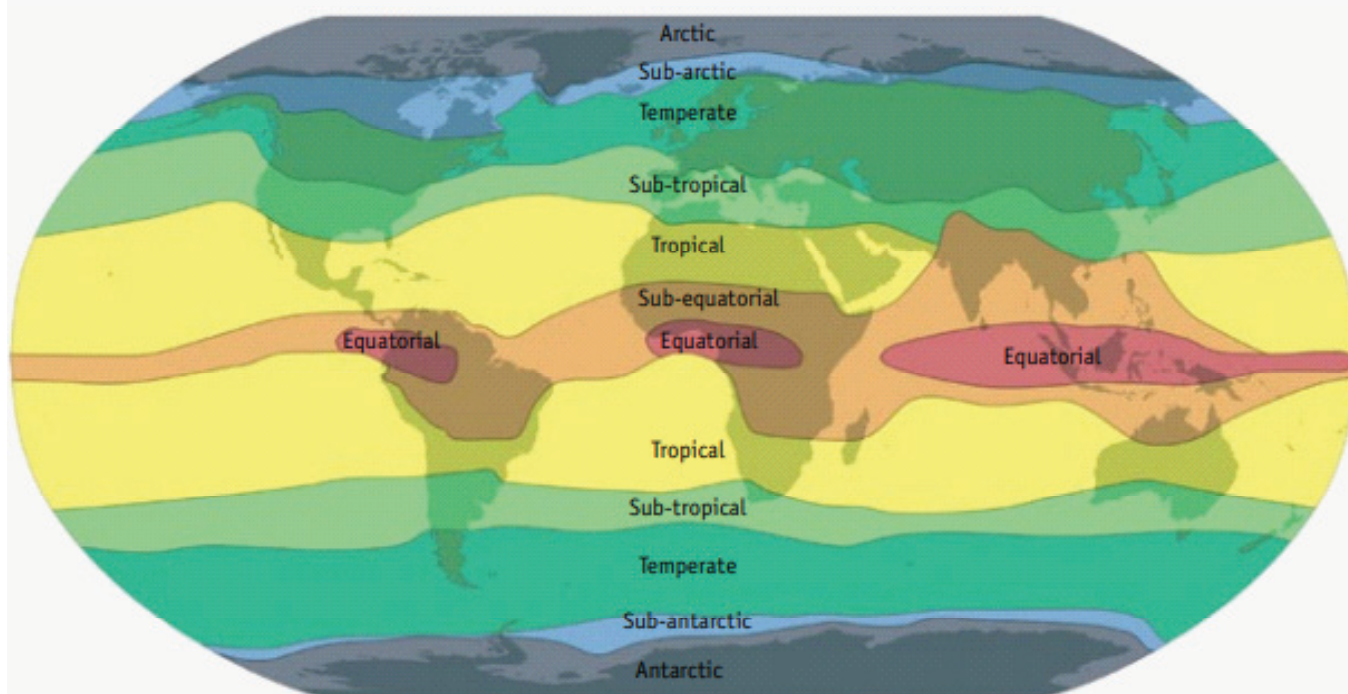 Arctic
Sub-arctic
Temperate
Sub-tropical
Tropical
Sub-equatorial
Equatorial
Equatorial
Equatorial
Tropical
Sub-tropical
Temperate
Sub-antarctic
Antarctic